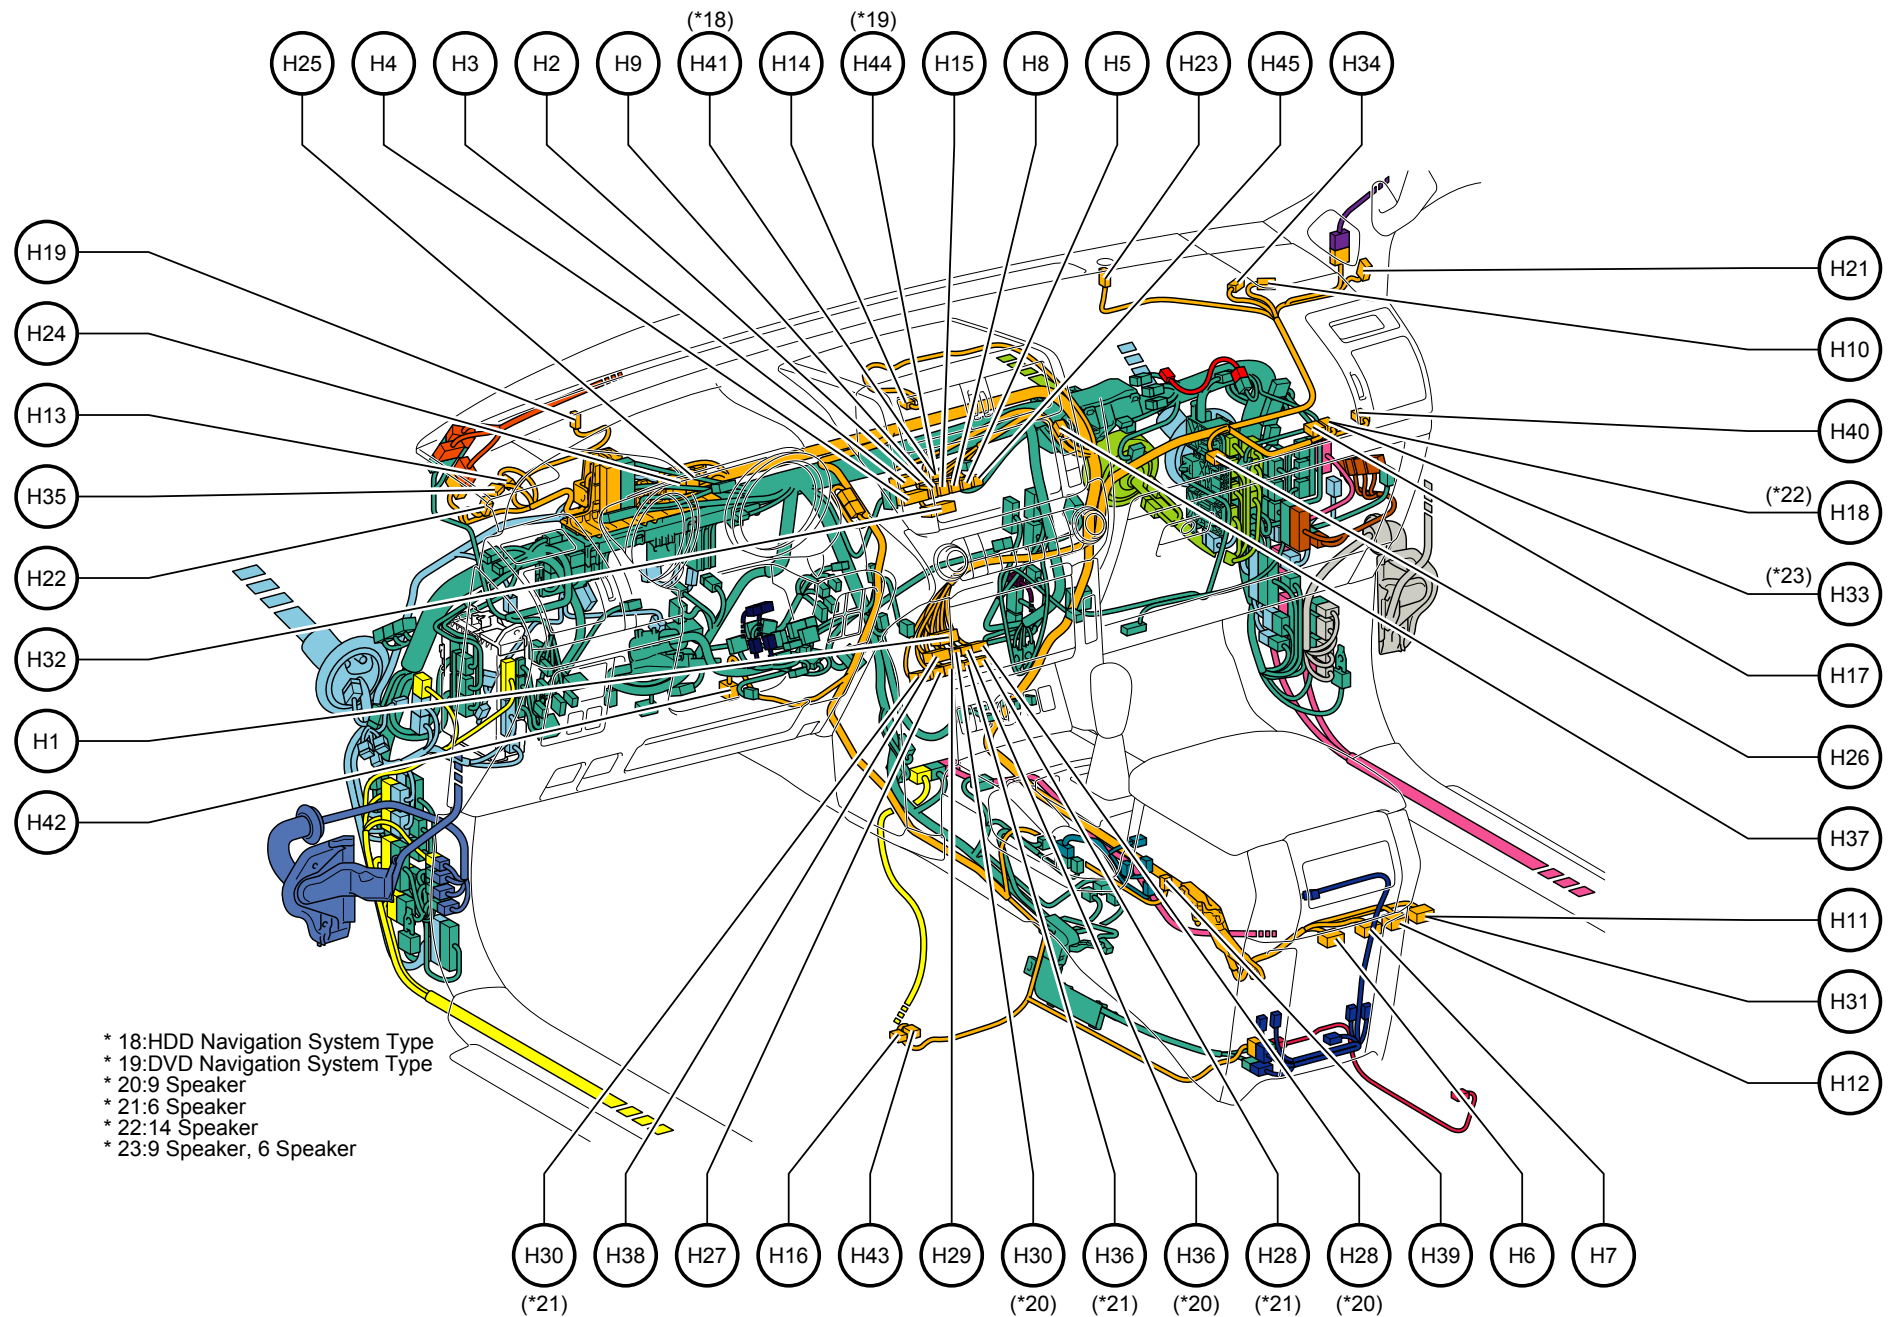 (*18) (*19)
H25 H4 H3 H2 H9 H41 H14 H44 H15 H8 H5 H23 H45 H34
H19
H21
H24
H10
H13
H40
H35
(*22)
H18
H22
(*23)
H33
H32
H17
H1
H26
H42
H37
H11
H31
H12
* 18:HDD Navigation System Type
* 19:DVD Navigation System Type
* 20:9 Speaker
* 21:6 Speaker
* 22:14 Speaker
* 23:9 Speaker, 6 Speaker
H30 H38 H27 H16 H43 H29 H30 H36 H36 H28 H28 H39 H6 H7
(*21) (*20) (*21) (*20) (*21) (*20)